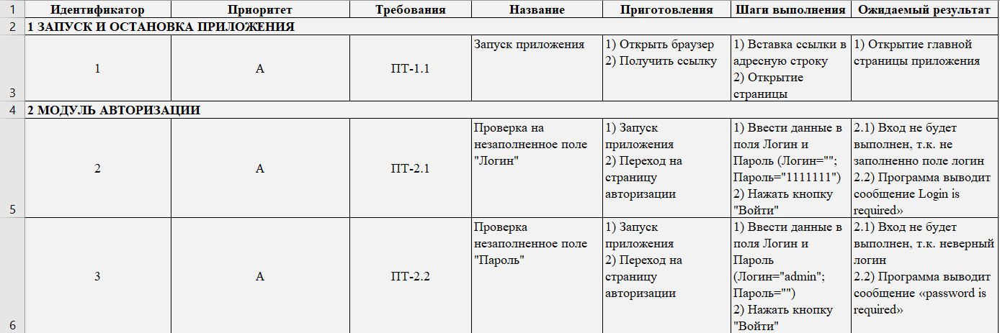 1 Идентификатор Приоритет Требования Название Приготовления Шаги выполнения Ожидаемый результат
2 1 ЗАПУСК И ОСТАНОВКА ПРИЛОЖЕНИЯ
3
1
А
ПТ-1.1
Запуск приложения
1) Открыть браузер
2) Получить ссылку
1) Вставка ссылки в
адресную строку
2) Открытие
страницы
1) Открытие главной
страницы приложения
4 2 МОДУЛЬ АВТОРИЗАЦИИ
5
2
А
ПТ-2.1
Проверка на
незаполненное поле
"Логин"
1) Запуск
приложения
2) Переход на
страницу
авторизации
1) Ввести данные в
поля Логин и
Пароль (Логин="";
Пароль="1111111")
2) Нажать кнопку
"Войти"
2.1) Вход не будет
выполнен, т.к. не
заполненно поле логин
2.2) Программа выводит
сообщение Login is
required»
6
3
А
ПТ-2.2
Проверка
незаполненное поле
"Пароль"
1) Запуск
приложения
2) Переход на
страницу
авторизации
1) Ввести данные в
поля Логин и
Пароль
(Логин="admin";
Пароль="")
2) Нажать кнопку
"Войти"
2.1) Вход не будет
выполнен, т.к. неверный
логин
2.2) Программа выводит
сообщение «password is
required»